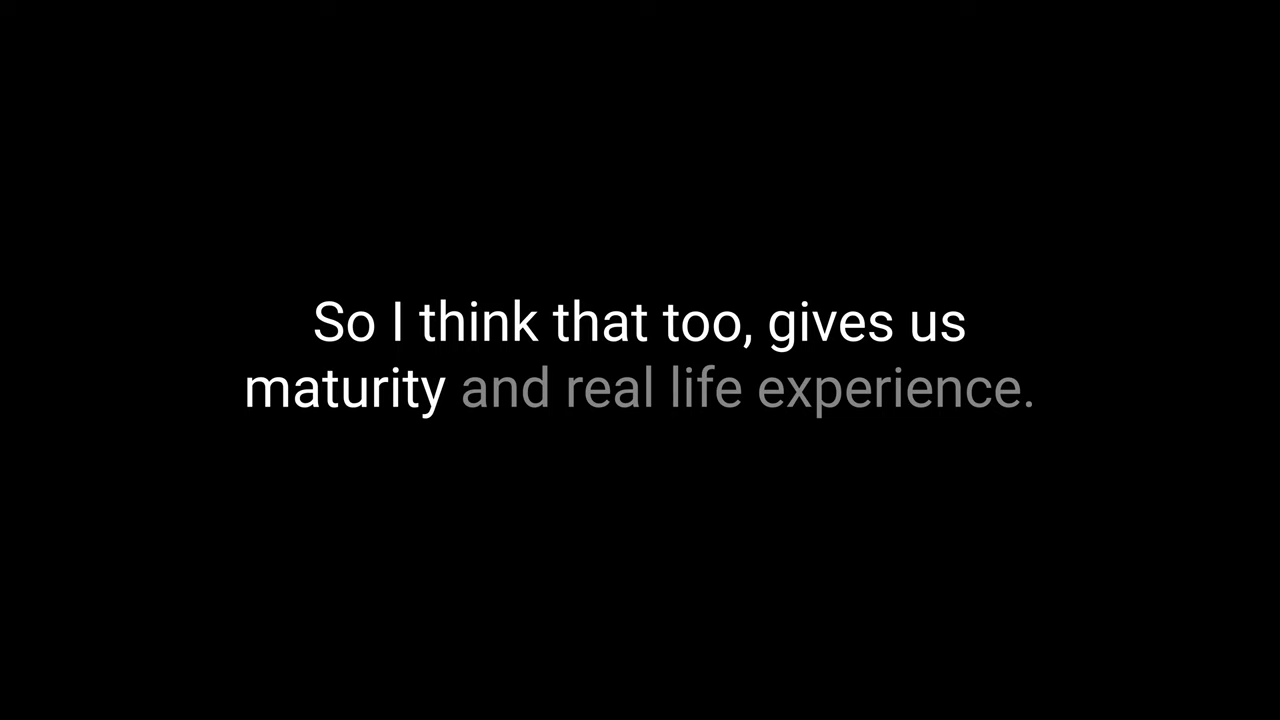 So I think that too, gives us
maturity and real life experience.